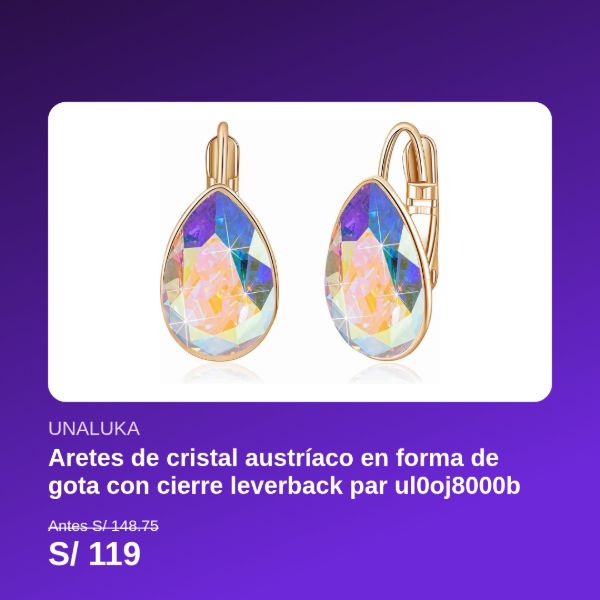 UNALUKA
Aretes de cristal austríaco en forma de
gota con cierre leverback par ul0oj8000b
Antes S/ 148.75
S/ 119